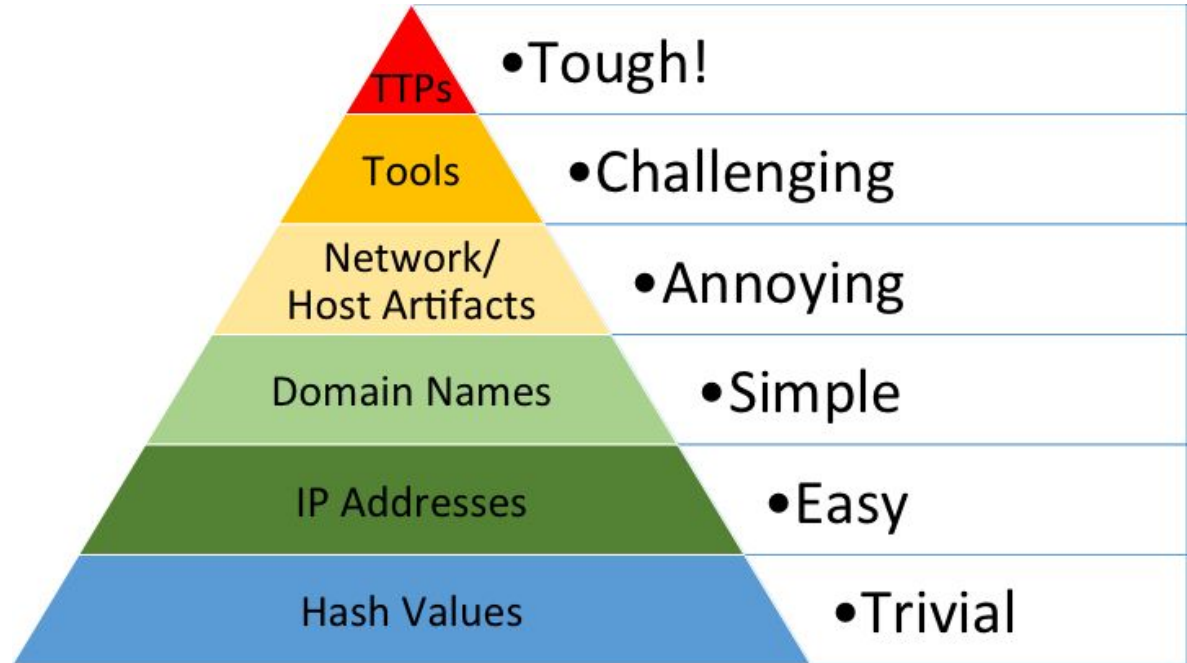 TTPs
•Tough!
Tools
•Challenging
Network/
Host Artifacts
•Annoying
Domain Names
•Simple
IP Addresses
•Easy
Hash Values
•Trivial